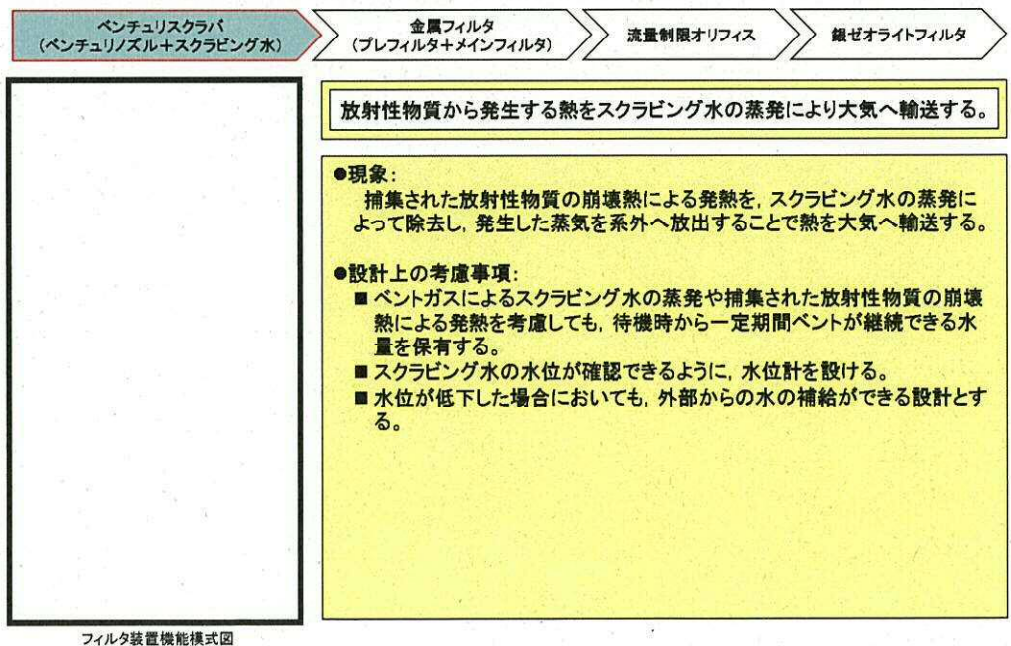 ベンチュリスクラバ
(ベンチュリノズル+スクラビング水)
金属フィルタ
(プレフィルタ+メインフィルタ)
流量制限オリフィス
銀ゼオライトフィルタ
放射性物質から発生する熱をスクラビング水の蒸発により大気へ輸送する。
●現象:
捕集された放射性物質の崩壊熱による発熱を,スクラビング水の蒸発に
よって除去し,発生した蒸気を系外へ放出することで熱を大気へ輸送する。
●設計上の考慮事項:
■ベントガスによるスクラビング水の蒸発や捕集された放射性物質の崩壊
熱による発熱を考慮しても,待機時から一定期間ベントが継続できる水
量を保有する。
■スクラビング水の水位が確認できるように,水位計を設ける。
■水位が低下した場合においても,外部からの水の補給ができる設計とす
る。
フィルタ装置機能模式図